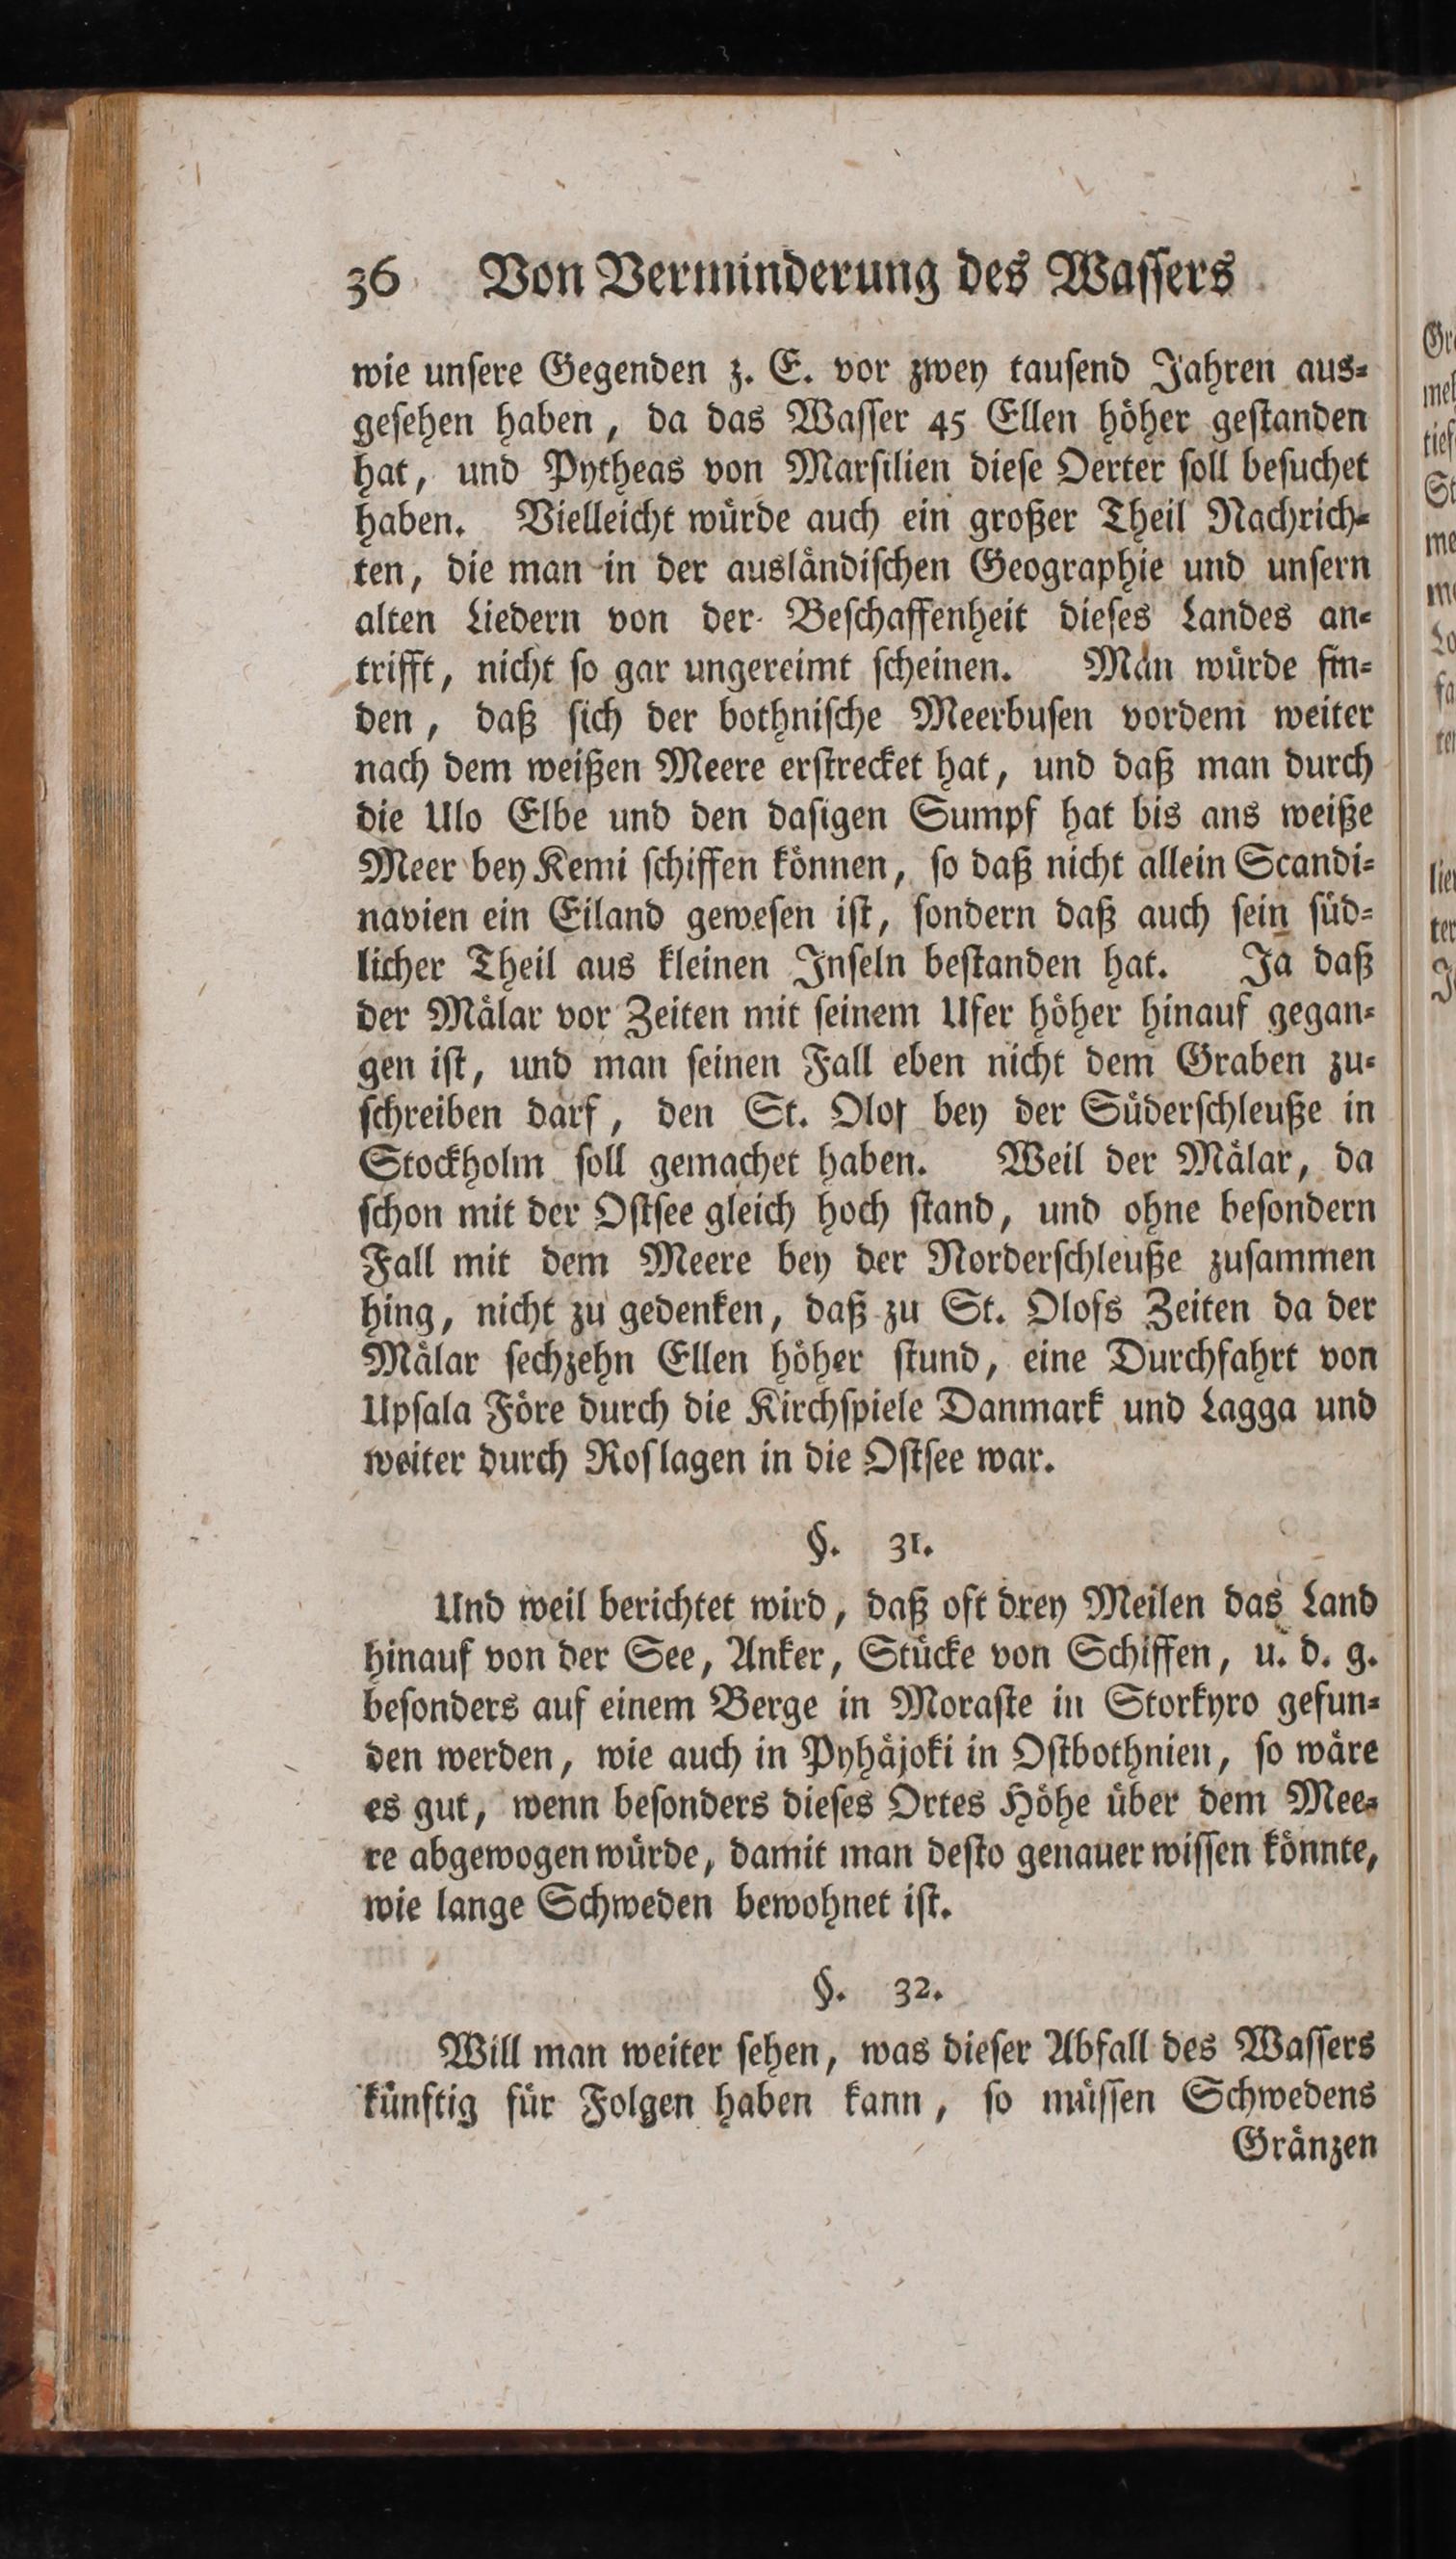 36 Von Verminderung des Waſſers
wie unſere Gegenden z. E. vor zwey tauſend Jahren aus-
geſehen haben, da das Waſſer 45 Ellen höher geſtanden
hat, und Pytheas von Marſilien dieſe Oerter ſoll beſuchet
haben. Vielleicht würde auch ein großer Theil Nachrich-
ten, die man in der ausländiſchen Geographie und unſern
alten Liedern von der Beſchaffenheit dieſes Landes an-
trifft, nicht ſo gar ungereimt ſcheinen. Man würde fin-
den, daß ſich der bothniſche Meerbuſen vordem weiter
nach dem weißen Meere erſtrecket hat, und daß man durch
die Ulo Elbe und den daſigen Sumpf hat bis ans weiße
Meer bey Kemi ſchiffen können, ſo daß nicht allein Scandi-
navien ein Eiland geweſen iſt, ſondern daß auch ſein ſüd-
licher Theil aus kleinen Inſeln beſtanden hat. Ja daß
der Mälar vor Zeiten mit ſeinem Ufer höher hinauf gegan-
gen iſt, und man ſeinen Fall eben nicht dem Graben zu-
ſchreiben darf, den St. Olof bey der Süderſchleuße in
Stockholm ſoll gemachet haben. Weil der Mälar, da
ſchon mit der Oſtſee gleich hoch ſtand, und ohne beſondern
Fall mit dem Meere bey der Norderſchleuße zuſammen
hing, nicht zu gedenken, daß zu St. Olofs Zeiten da der
Mälar ſechzehn Ellen höher ſtund, eine Durchfahrt von
Upſala Före durch die Kirchſpiele Danmark und Lagga und
weiter durch Roſlagen in die Oſtſee war.
§. 31.
Und weil berichtet wird, daß oft drey Meilen das Land
hinauf von der See, Anker, Stücke von Schiffen, u. d. g.
beſonders auf einem Berge in Moraſte in Storkyro gefun-
den werden, wie auch in Pyhäjoki in Oſtbothnien, ſo wäre
es gut, wenn beſonders dieſes Ortes Höhe über dem Mee-
re abgewogen würde, damit man deſto genauer wiſſen könnte,
wie lange Schweden bewohnet iſt.
§. 32.
Will man weiter ſehen, was dieſer Abfall des Waſſers
künftig für Folgen haben kann, ſo müſſen Schwedens
Gränzen